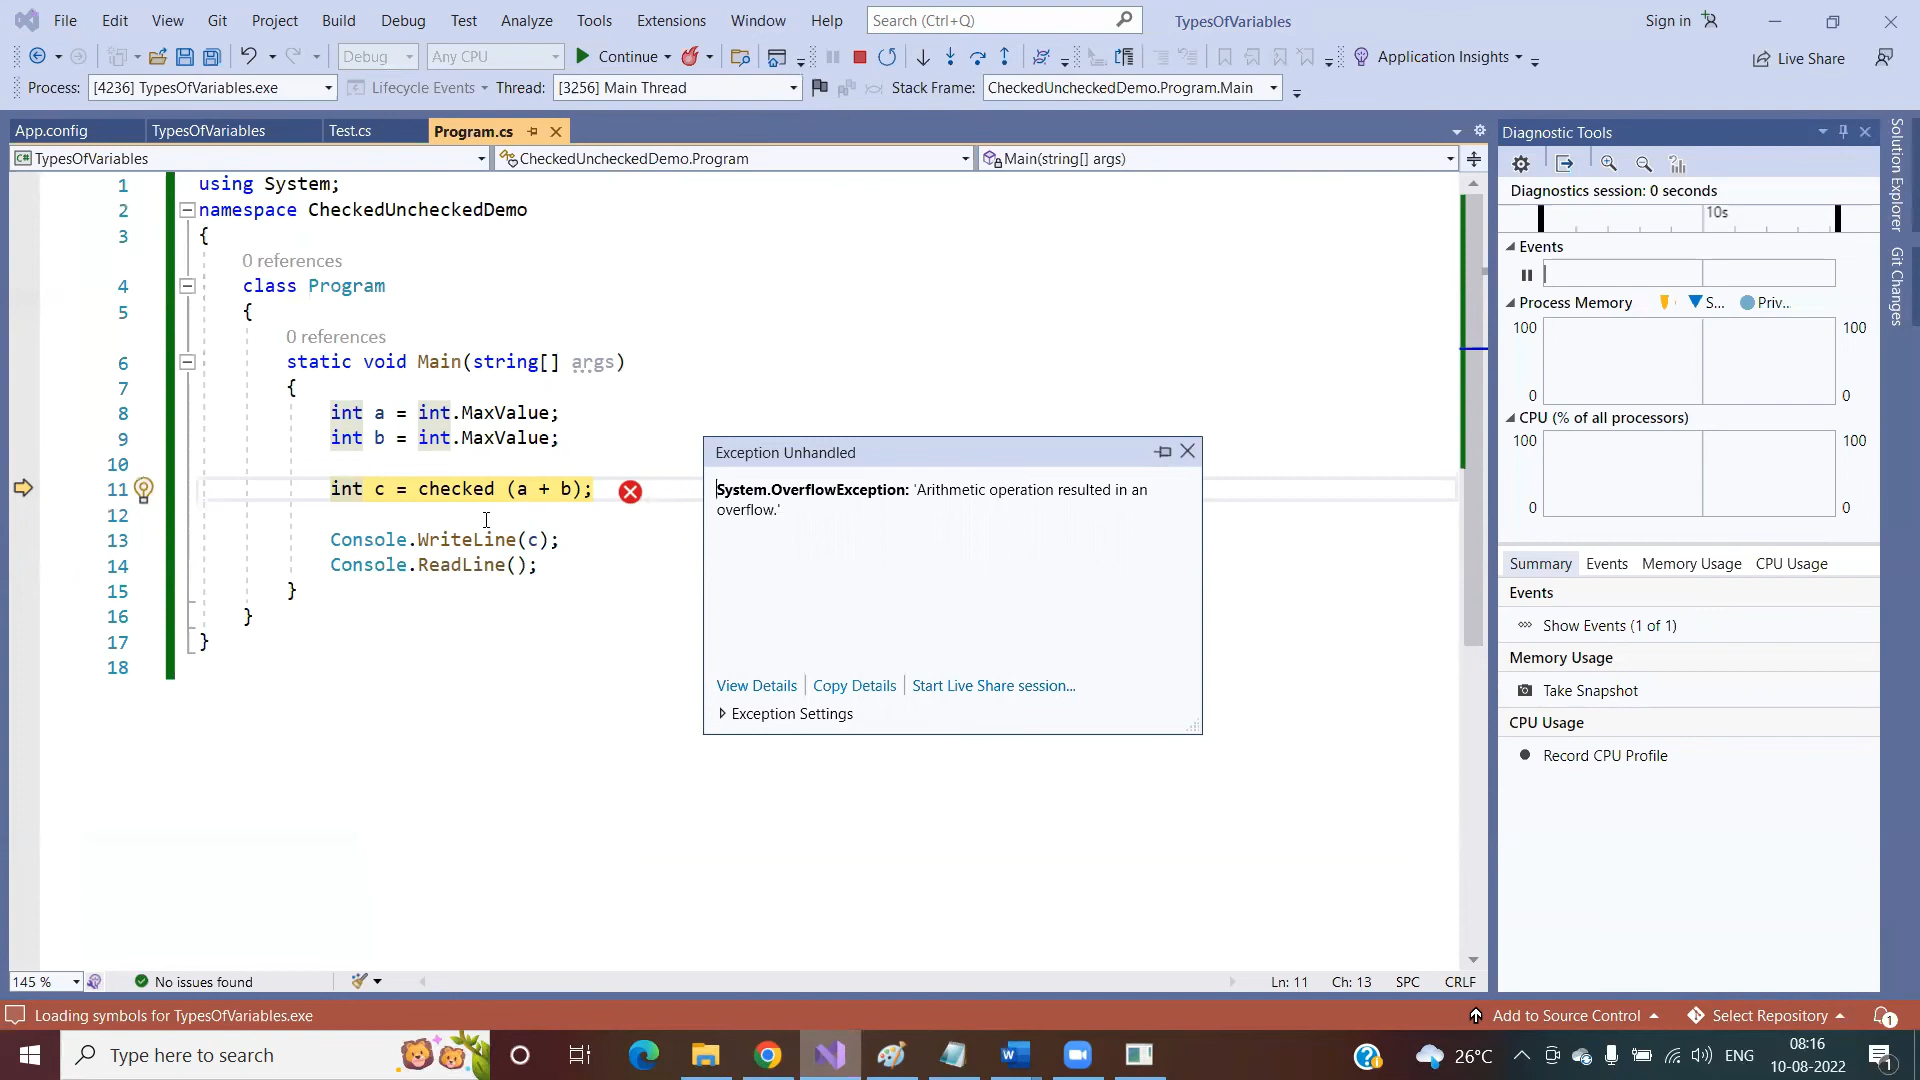 File Edit View Git Project Build Debug Test Analyze Tools Extensions Window Help Search (Ctrl+Q) TypesOfVariables Sign in
Debug Any CPU Continue Application Insights Live Share
Process: [4236] TypesOfVariables.exe Lifecycle Events Thread: [3256] Main Thread Stack Frame: CheckedUncheckedDemo.Program.Main
App.config TypesOfVariables Test.cs Program.cs
TypesOfVariables CheckedUncheckedDemo.Program Main(string[] args)
1 using System;
2 namespace CheckedUncheckedDemo
3 {
0 references
4 class Program
5 {
0 references
6 static void Main(string[] args)
7 {
8 int a = int.MaxValue;
9 int b = int.MaxValue;
10
11 int c = checked (a + b);
12
13 Console.WriteLine(c);
14 Console.ReadLine();
15 }
16 }
17 }
18
Exception Unhandled
System.OverflowException: 'Arithmetic operation resulted in an
overflow.'
View Details Copy Details Start Live Share session...
Exception Settings
Diagnostic Tools
Diagnostics session: 0 seconds
10s
Events
Process Memory S... Priv...
100 100
0 0
CPU (% of all processors)
100 100
0 0
Summary Events Memory Usage CPU Usage
Events
Show Events (1 of 1)
Memory Usage
Take Snapshot
CPU Usage
Record CPU Profile
Solution Explorer
Git Changes
145 % No issues found Ln: 11 Ch: 13 SPC CRLF
Loading symbols for TypesOfVariables.exe Add to Source Control Select Repository 1
Type here to search 26°C ENG 08:16
10-08-2022 1